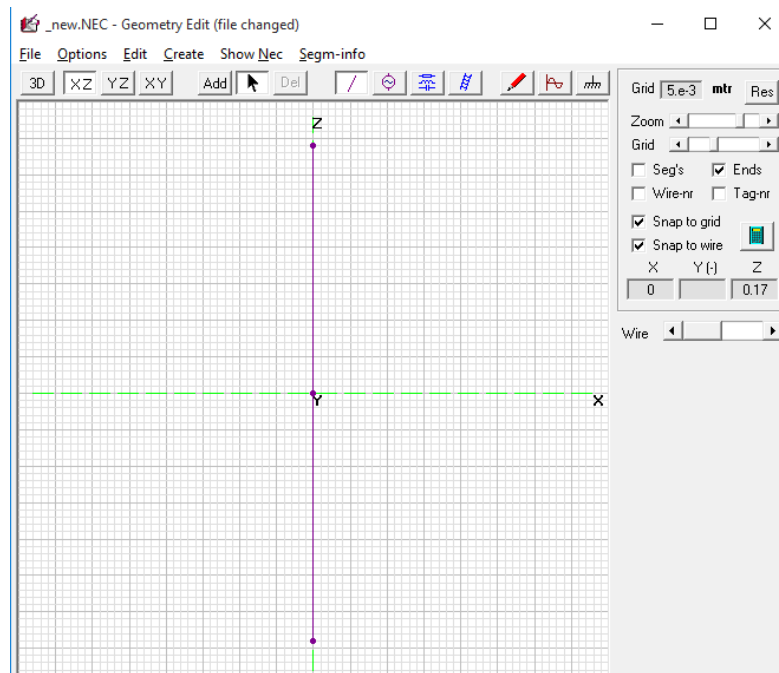 _new.NEC - Geometry Edit (file changed)
File Options Edit Create Show Nec Segm-info
3D XZ YZ XY Add Del
Grid 5.e-3 mtr Res
Zoom
Grid
Seg's Ends
Wire-nr Tag-nr
Snap to grid
Snap to wire
X Y (-) Z
0 0.17
Wire
Z
Y
X